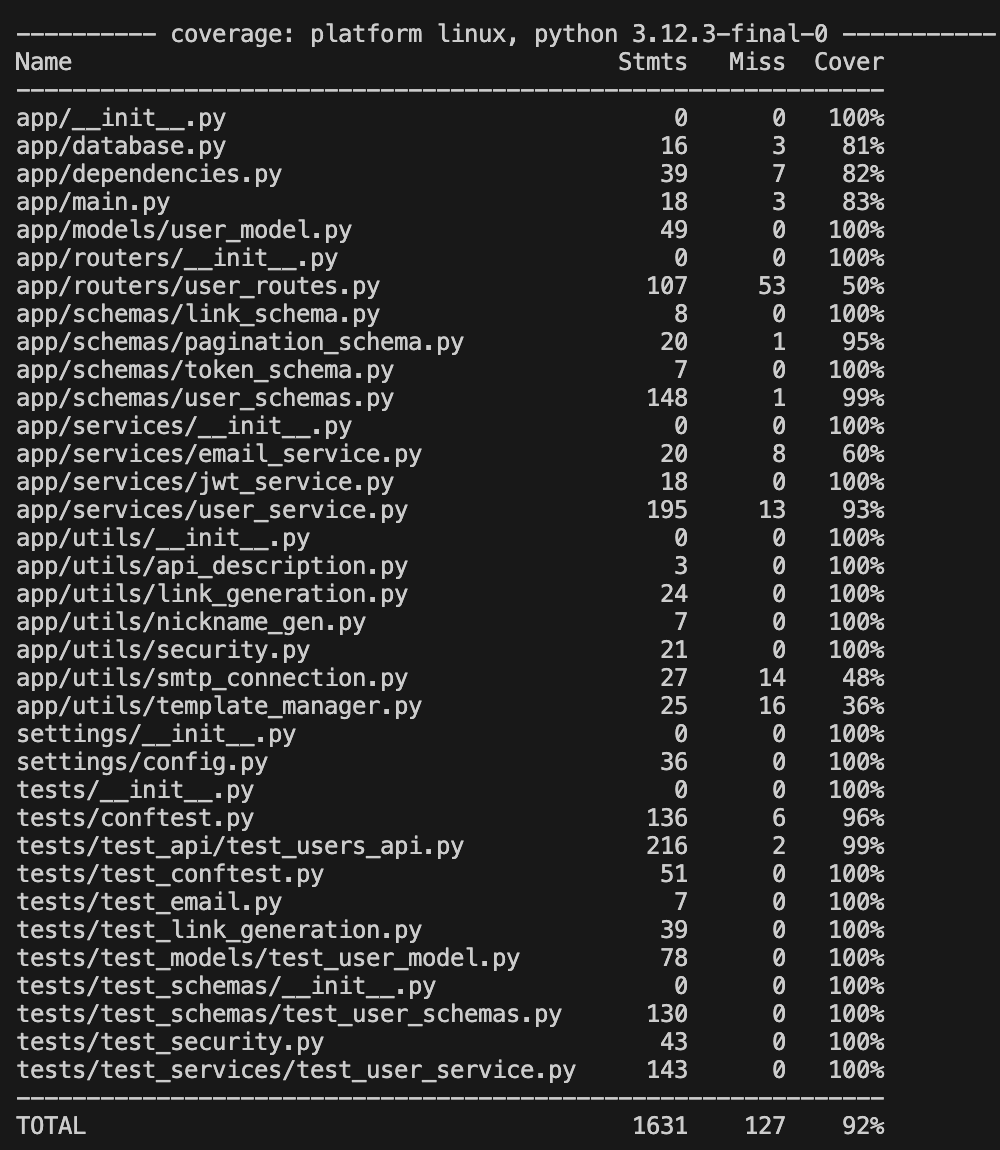 ---------- coverage: platform linux, python 3.12.3-final-0 -----------
Name                                       Stmts   Miss  Cover
--------------------------------------------------------------
app/__init__.py                                0      0   100%
app/database.py                               16      3    81%
app/dependencies.py                           39      7    82%
app/main.py                                   18      3    83%
app/models/user_model.py                      49      0   100%
app/routers/__init__.py                        0      0   100%
app/routers/user_routes.py                   107     53    50%
app/schemas/link_schema.py                     8      0   100%
app/schemas/pagination_schema.py              20      1    95%
app/schemas/token_schema.py                    7      0   100%
app/schemas/user_schemas.py                  148      1    99%
app/services/__init__.py                       0      0   100%
app/services/email_service.py                 20      8    60%
app/services/jwt_service.py                   18      0   100%
app/services/user_service.py                 195     13    93%
app/utils/__init__.py                          0      0   100%
app/utils/api_description.py                   3      0   100%
app/utils/link_generation.py                  24      0   100%
app/utils/nickname_gen.py                      7      0   100%
app/utils/security.py                         21      0   100%
app/utils/smtp_connection.py                  27     14    48%
app/utils/template_manager.py                 25     16    36%
settings/__init__.py                           0      0   100%
settings/config.py                            36      0   100%
tests/__init__.py                              0      0   100%
tests/conftest.py                            136      6    96%
tests/test_api/test_users_api.py             216      2    99%
tests/test_conftest.py                        51      0   100%
tests/test_email.py                            7      0   100%
tests/test_link_generation.py                 39      0   100%
tests/test_models/test_user_model.py          78      0   100%
tests/test_schemas/__init__.py                 0      0   100%
tests/test_schemas/test_user_schemas.py      130      0   100%
tests/test_security.py                        43      0   100%
tests/test_services/test_user_service.py     143      0   100%
--------------------------------------------------------------
TOTAL                                       1631    127    92%